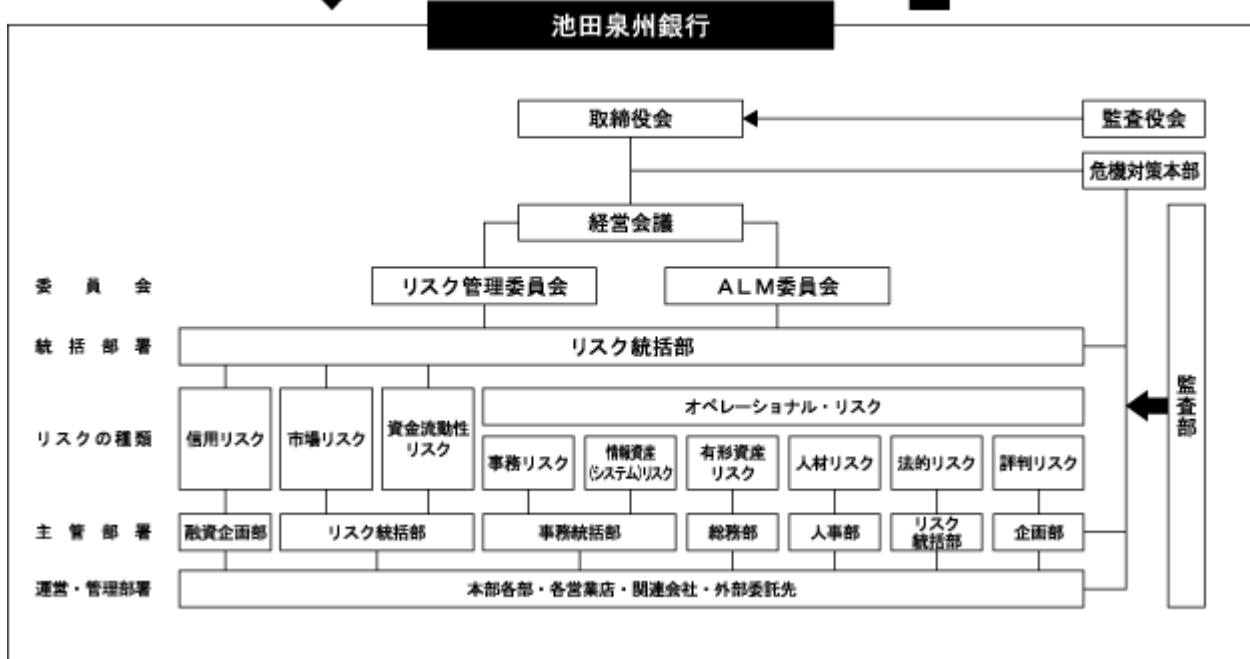 池田泉州銀行
取締役会
監査役会
危機対策本部
経営会議
委員会
リスク管理委員会
ALM委員会
統括部署
リスク統括部
監査部
リスクの種類
信用リスク
市場リスク
資金流動性
リスク
オペレーショナル・リスク
事務リスク
情報資産
(システム)リスク
有形資産
リスク
人材リスク
法的リスク
評判リスク
主管部署
融資企画部
リスク統括部
事務統括部
総務部
人事部
リスク
統括部
企画部
運営・管理部署
本部各部・各営業店・関連会社・外部委託先